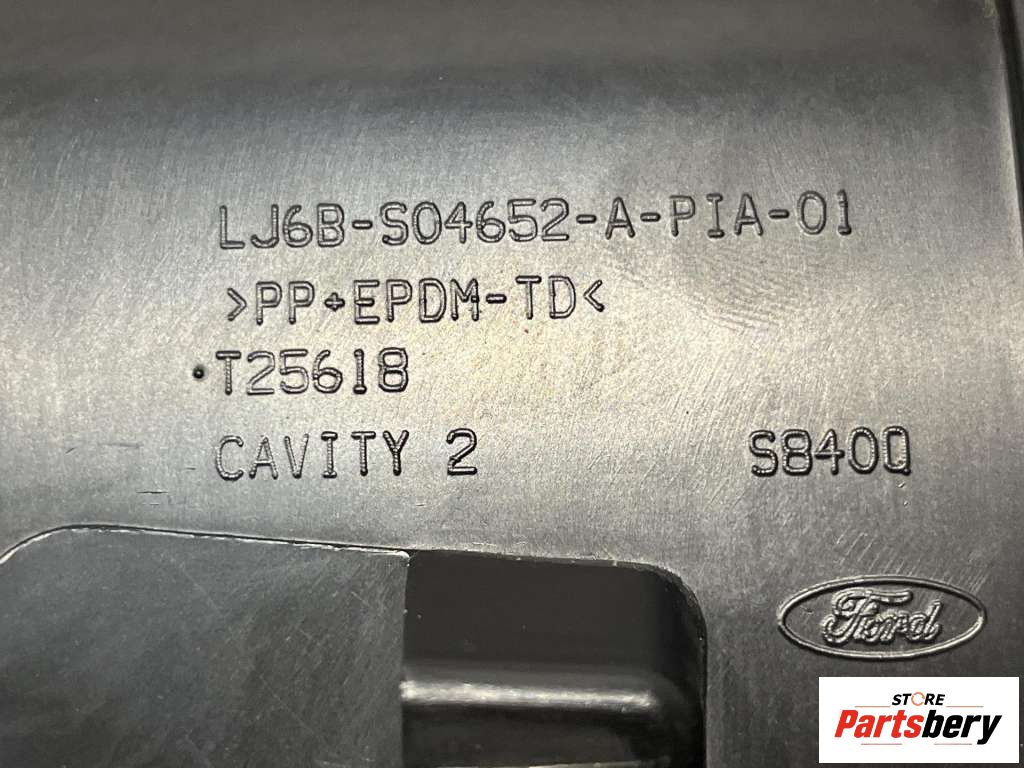 LJ6B-S04652-A-PIA-01
>PP+EPDM-TD<
T25618
CAVITY 2
S840Q
Ford
STORE
Partsbery